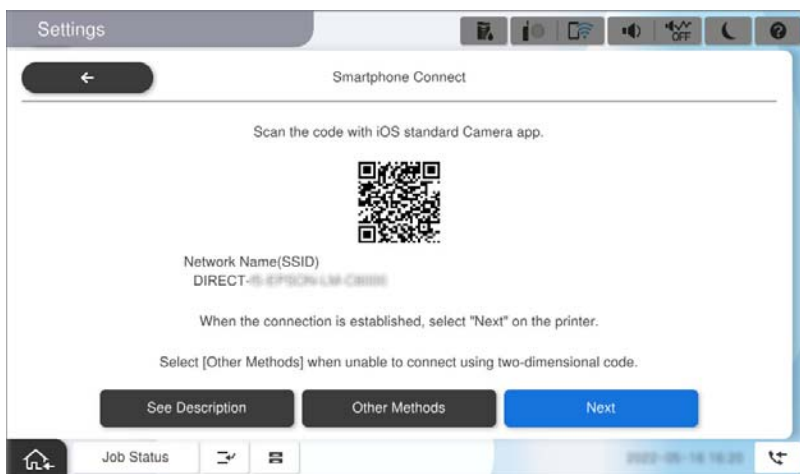 Settings
OFF
Smartphone Connect
Scan the code with iOS standard Camera app.
Network Name(SSID)
DIRECT-
When the connection is established, select "Next" on the printer.
Select [Other Methods] when unable to connect using two-dimensional code.
See Description
Other Methods
Next
Job Status